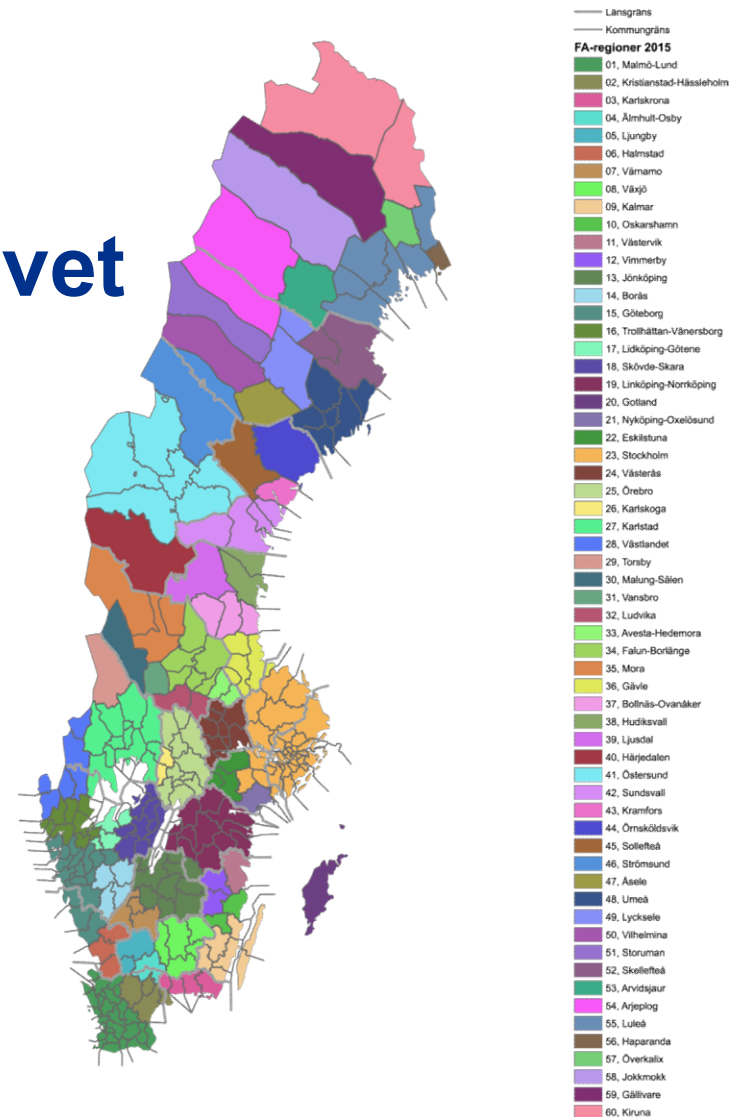 Länsgräns
Kommungräns
FA-regioner 2015
01, Malmö-Lund
02, Kristianstad-Hässleholm
03, Karlskrona
04, Älmhult-Osby
05, Ljungby
06, Halmstad
07, Värnamo
08, Växjö
09, Kalmar
10, Oskarshamn
11, Västervik
12, Vimmerby
13, Jönköping
14, Borås
15, Göteborg
16, Trollhättan-Vänersborg
17, Lidköping-Götene
18, Skövde-Skara
19, Linköping-Norrköping
20, Gotland
21, Nyköping-Oxelösund
22, Eskilstuna
23, Stockholm
24, Västerås
25, Örebro
26, Karlskoga
27, Karlstad
28, Västlandet
29, Torsby
30, Malung-Sälen
31, Vansbro
32, Ludvika
33, Avesta-Hedemora
34, Falun-Borlänge
35, Mora
36, Gävle
37, Bollnäs-Ovanåker
38, Hudiksvall
39, Ljusdal
40, Härjedalen
41, Östersund
42, Sundsvall
43, Kramfors
44, Örnsköldsvik
45, Sollefteå
46, Strömsund
47, Åsele
48, Umeå
49, Lycksele
50, Vilhelmina
51, Storuman
52, Skellefteå
53, Arvidsjaur
54, Arjeplog
55, Luleå
56, Haparanda
57, Överkalix
58, Jokkmokk
59, Gällivare
60, Kiruna
vet